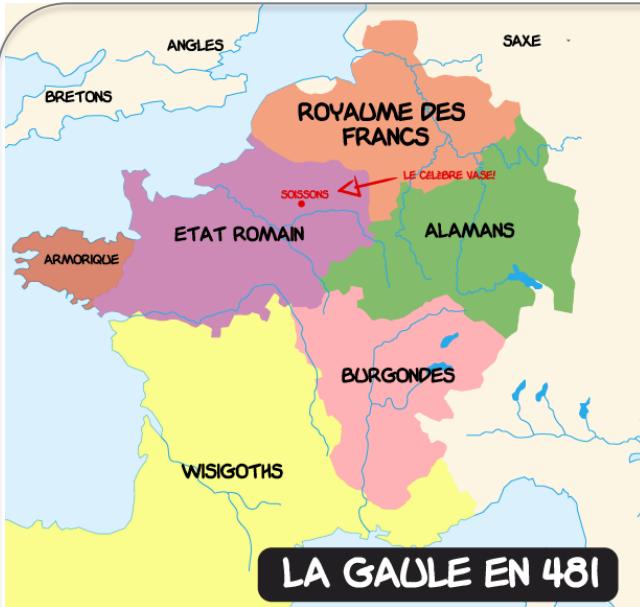 ANGLES
SAXE
BRETONS
ROYAUME DES
FRANCS
LE CELEBRE VASE!
SOISSONS
ETAT ROMAIN
ALAMANS
ARMORIQUE
BURGONDES
WISIGOTHS
LA GAULE EN 481